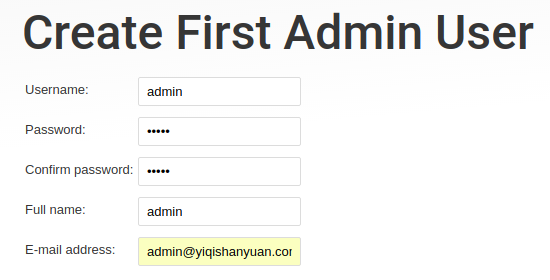 Create First Admin User
Username: admin
Password: •••••
Confirm password: •••••
Full name: admin
E-mail address: admin@yiqishanyuan.cor